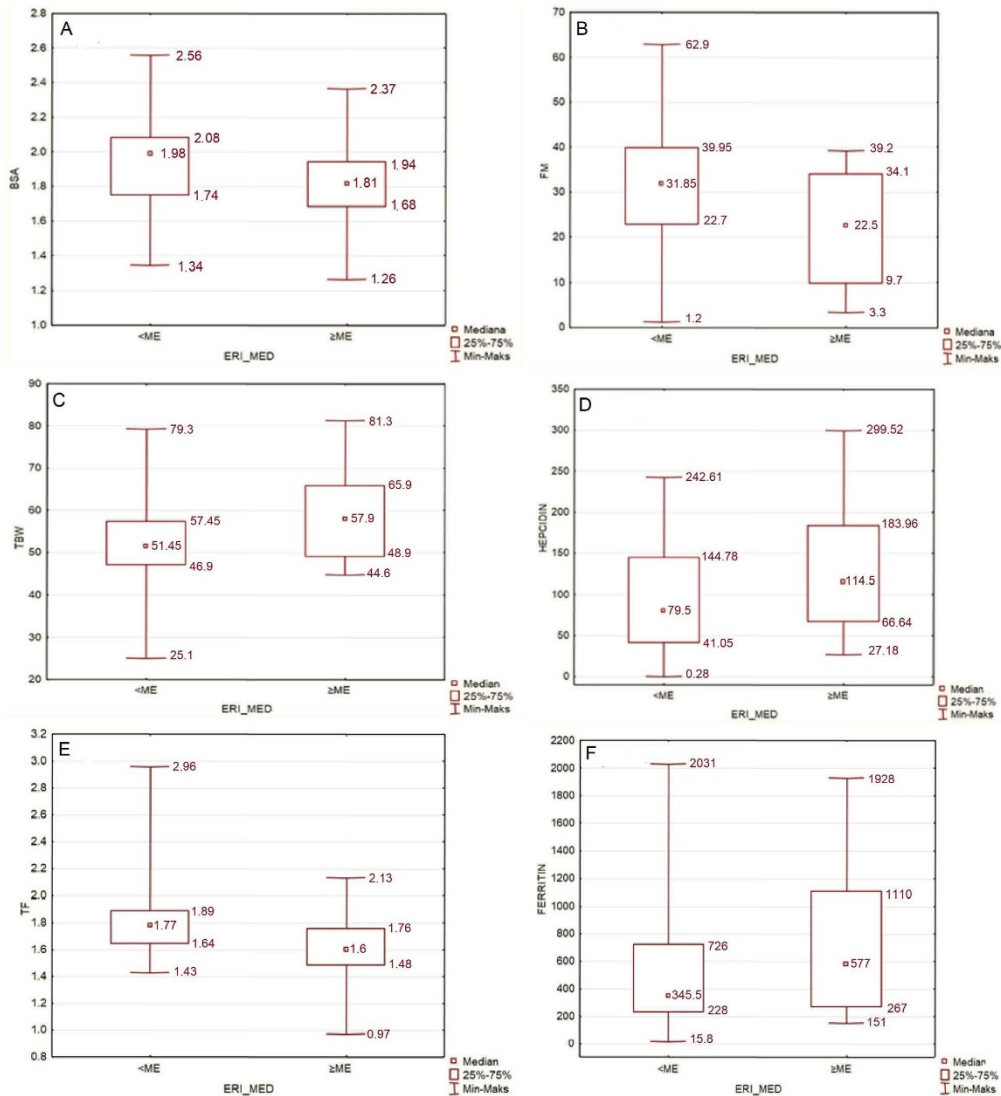 A
2.8
2.6
2.4
2.2
2.0
1.8
1.6
1.4
1.2
1.0
BSA
2.56
2.08
1.98
1.74
1.34
2.37
1.94
1.81
1.68
1.26
<ME
≥ME
ERI_MED
Mediana
25%-75%
Min-Maks
B
70
60
50
40
30
20
10
0
FM
62.9
39.95
31.85
22.7
1.2
39.2
34.1
22.5
9.7
3.3
<ME
≥ME
ERI_MED
Mediana
25%-75%
Min-Maks
C
90
80
70
60
50
40
30
20
TBW
79.3
57.45
51.45
46.9
25.1
81.3
65.9
57.9
48.9
44.6
<ME
≥ME
ERI_MED
Median
25%-75%
Min-Maks
D
350
300
250
200
150
100
50
0
HEPCIDIN
242.61
144.78
79.5
41.05
0.28
299.52
183.96
114.5
66.64
27.18
<ME
≥ME
ERI_MED
Median
25%-75%
Min-Maks
E
3.2
3.0
2.8
2.6
2.4
2.2
2.0
1.8
1.6
1.4
1.2
1.0
0.8
TF
2.96
1.89
1.77
1.64
1.43
2.13
1.76
1.6
1.48
0.97
<ME
≥ME
ERI_MED
Median
25%-75%
Min-Maks
F
2200
2000
1800
1600
1400
1200
1000
800
600
400
200
0
FERRITIN
2031
726
345.5
228
15.8
1928
1110
577
267
151
<ME
≥ME
ERI_MED
Median
25%-75%
Min-Maks